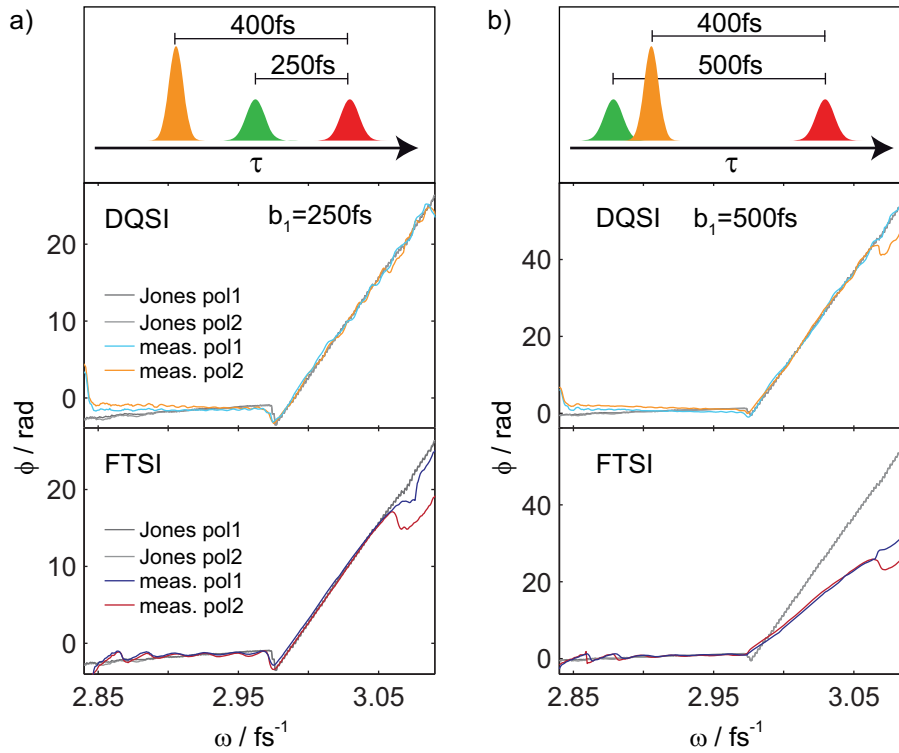 a)
400fs
250fs
τ
DQSI
b₁=250fs
20
10
0
Jones pol1
Jones pol2
meas. pol1
meas. pol2
ϕ / rad
FTSI
20
10
0
Jones pol1
Jones pol2
meas. pol1
meas. pol2
2.85
2.95
3.05
ω / fs⁻¹
b)
400fs
500fs
τ
DQSI
b₁=500fs
40
20
0
ϕ / rad
FTSI
40
20
0
2.85
2.95
3.05
ω / fs⁻¹